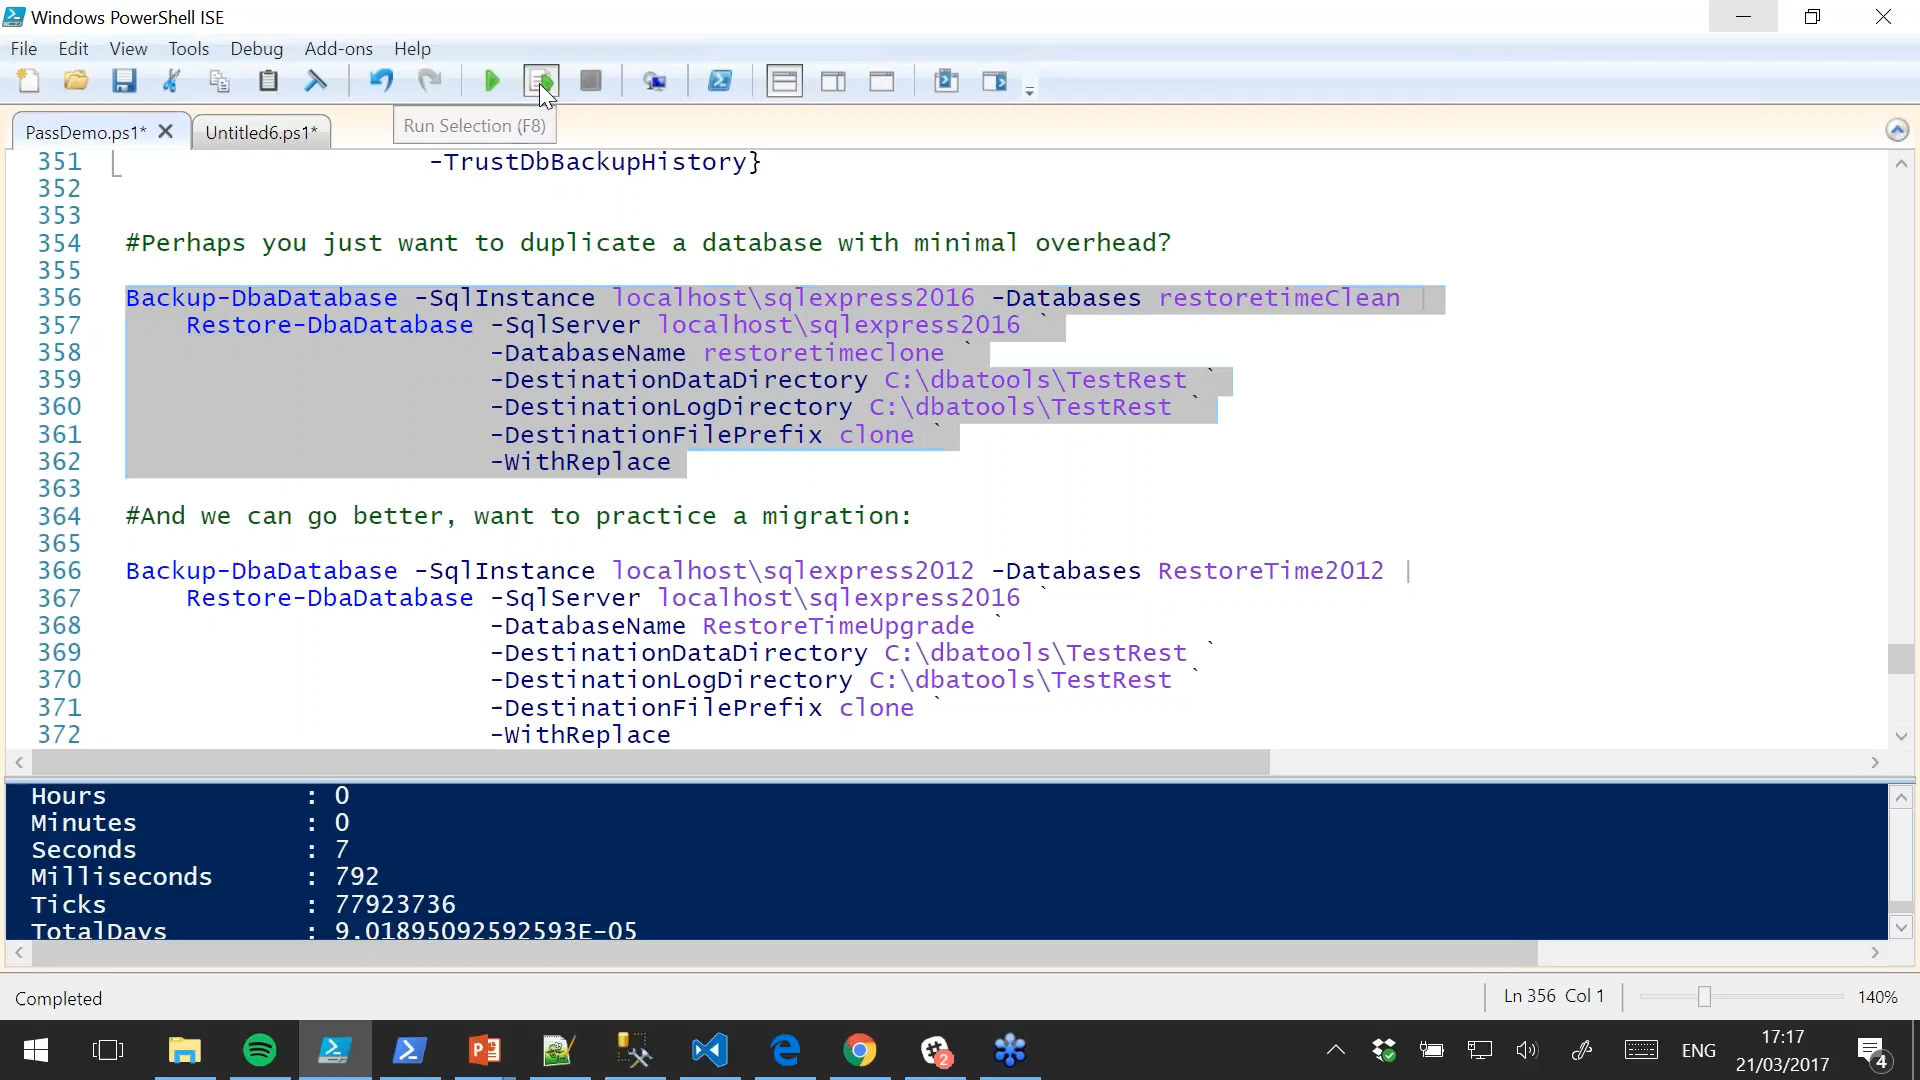 Windows PowerShell ISE
File Edit View Tools Debug Add-ons Help
Run Selection (F8)
PassDemo.ps1* Untitled6.ps1*
351 -TrustDbBackupHistory}
352
353
354 #Perhaps you just want to duplicate a database with minimal overhead?
355
356 Backup-DbaDatabase -SqlInstance localhost\sqlexpress2016 -Databases restoretimeClean |
357 Restore-DbaDatabase -SqlServer localhost\sqlexpress2016 `
358 -DatabaseName restoretimeclone `
359 -DestinationDataDirectory C:\dbatools\TestRest `
360 -DestinationLogDirectory C:\dbatools\TestRest `
361 -DestinationFilePrefix clone `
362 -WithReplace
363
364 #And we can go better, want to practice a migration:
365
366 Backup-DbaDatabase -SqlInstance localhost\sqlexpress2012 -Databases RestoreTime2012 |
367 Restore-DbaDatabase -SqlServer localhost\sqlexpress2016 `
368 -DatabaseName RestoreTimeUpgrade `
369 -DestinationDataDirectory C:\dbatools\TestRest `
370 -DestinationLogDirectory C:\dbatools\TestRest `
371 -DestinationFilePrefix clone `
372 -WithReplace
Hours : 0
Minutes : 0
Seconds : 7
Milliseconds : 792
Ticks : 77923736
TotalDays : 9.01895092592593E-05
Completed Ln 356 Col 1 140%
ENG 17:17
21/03/2017
2
4